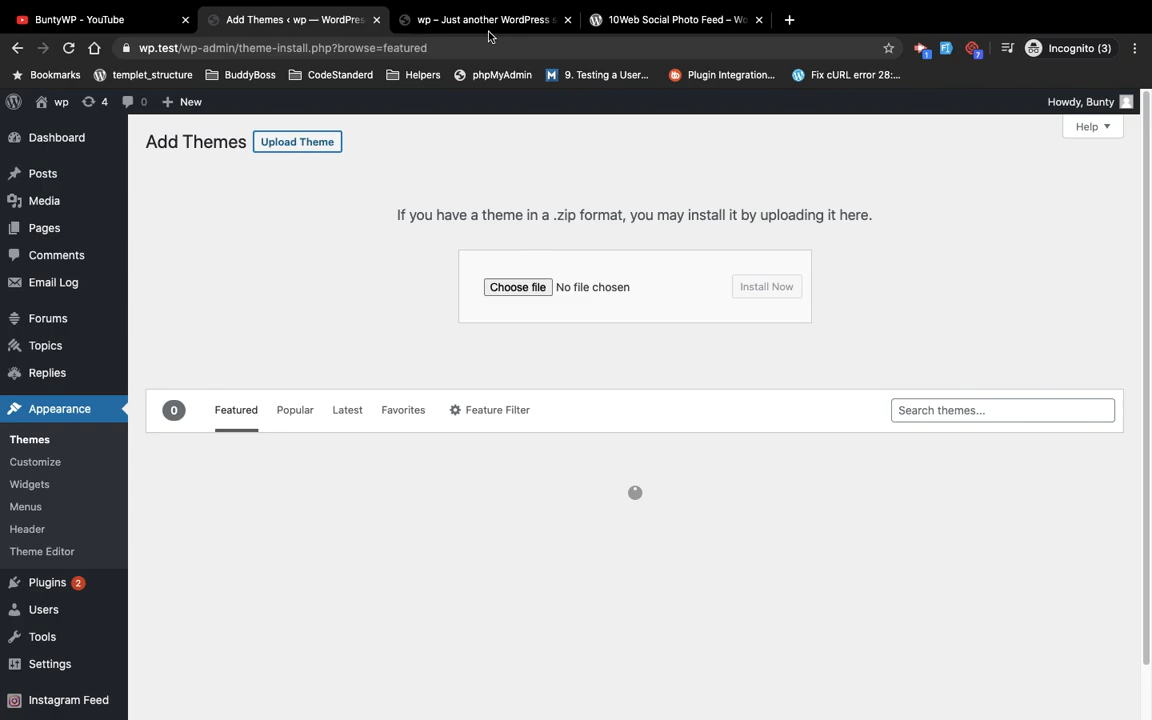 BuntyWP - YouTube
Add Themes ‹ wp — WordPres
wp – Just another WordPress s
10Web Social Photo Feed – Wo
wp.test/wp-admin/theme-install.php?browse=featured
1
7
Incognito (3)
Bookmarks
templet_structure
BuddyBoss
CodeStanderd
Helpers
phpMyAdmin
9. Testing a User...
Plugin Integration...
Fix cURL error 28:...
wp
4
0
New
Howdy, Bunty
Help
Add Themes
Upload Theme
Dashboard
Posts
Media
Pages
Comments
Email Log
Forums
Topics
Replies
Appearance
Themes
Customize
Widgets
Menus
Header
Theme Editor
Plugins 2
Users
Tools
Settings
Instagram Feed
If you have a theme in a .zip format, you may install it by uploading it here.
Choose file No file chosen
Install Now
0
Featured
Popular
Latest
Favorites
Feature Filter
Search themes...